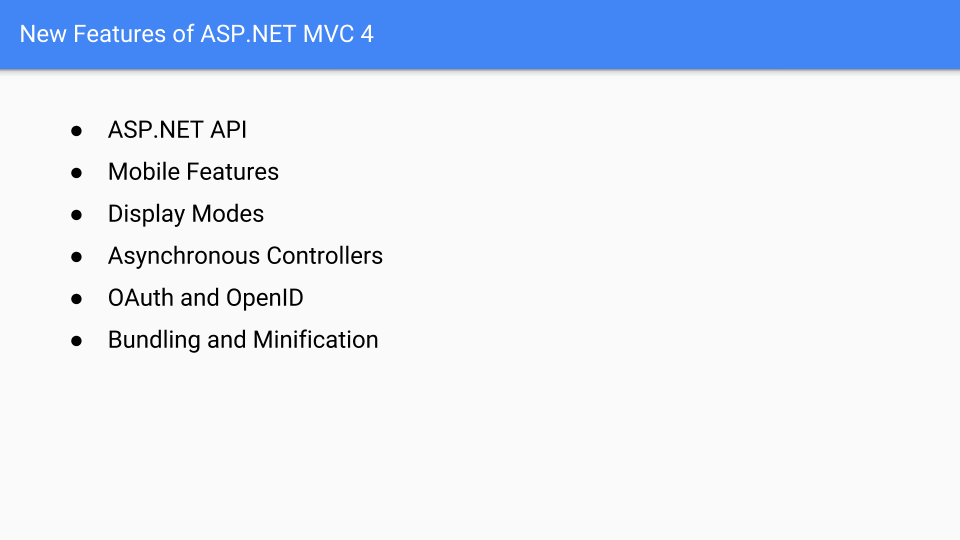 New Features of ASP.NET MVC 4
● ASP.NET API
● Mobile Features
● Display Modes
● Asynchronous Controllers
● OAuth and OpenID
● Bundling and Minification